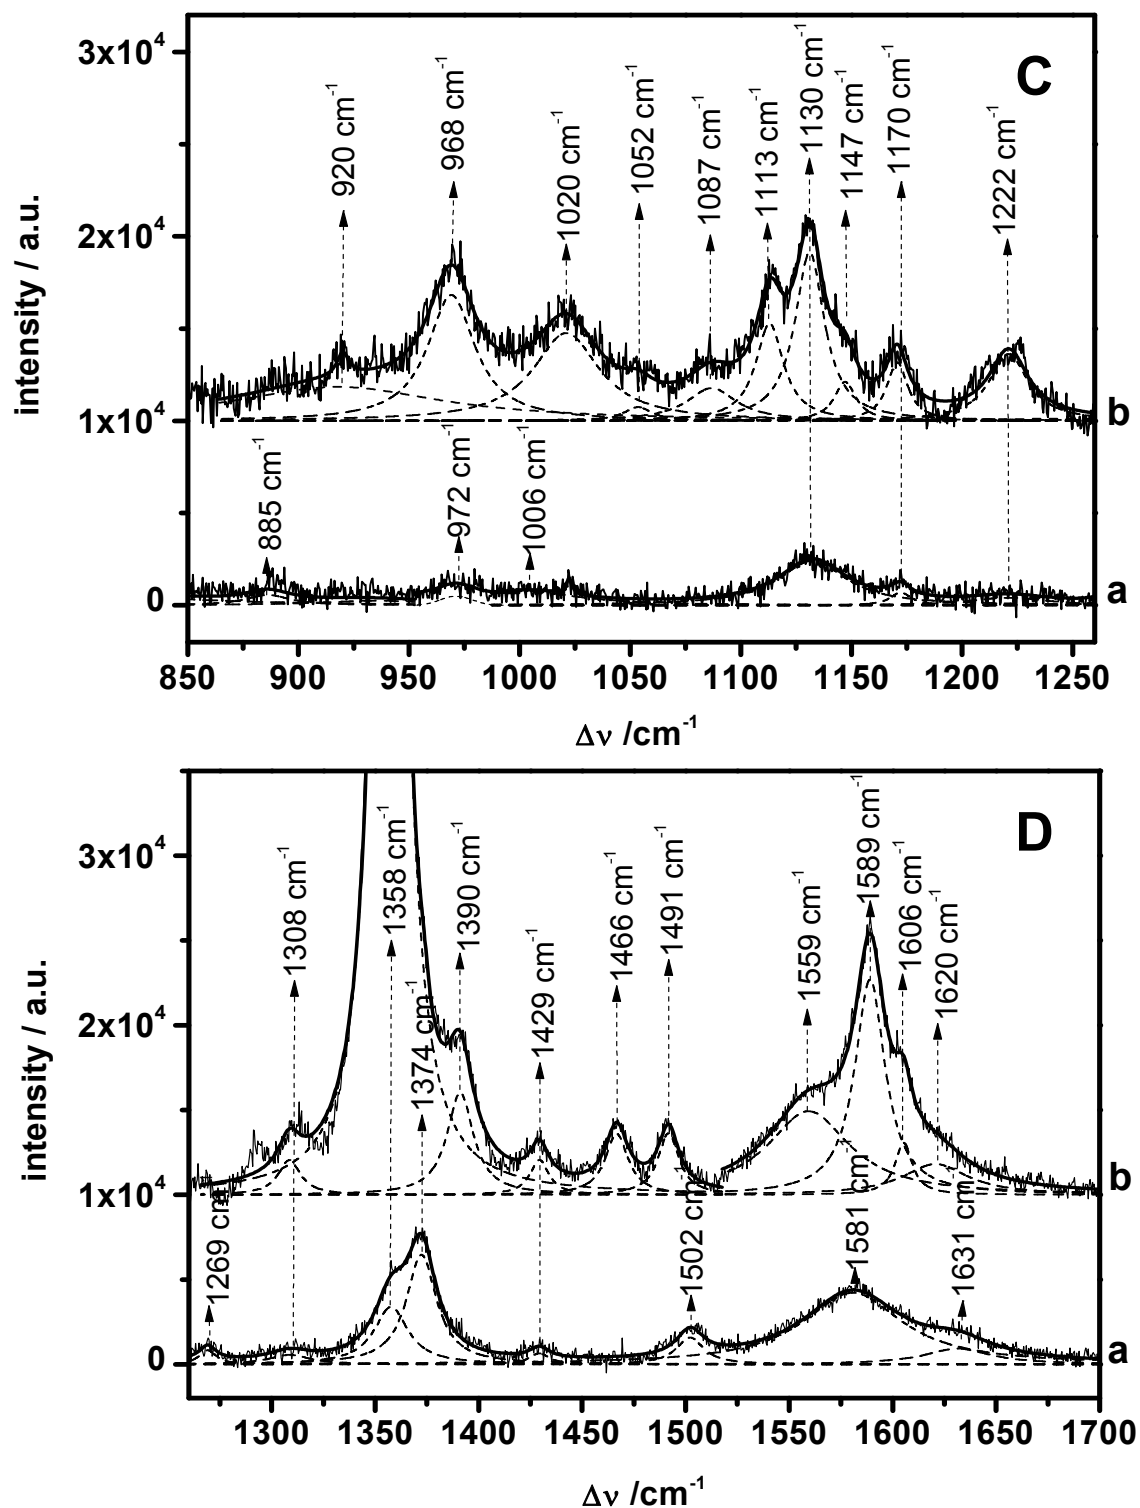 C
3x10⁴
2x10⁴
1x10⁴
0
intensity / a.u.
920 cm⁻¹
968 cm⁻¹
1020 cm⁻¹
1052 cm⁻¹
1087 cm⁻¹
1113 cm⁻¹
1130 cm⁻¹
1147 cm⁻¹
1170 cm⁻¹
1222 cm⁻¹
b
885 cm⁻¹
972 cm⁻¹
1006 cm⁻¹
a
850 900 950 1000 1050 1100 1150 1200 1250
Δν /cm⁻¹
D
3x10⁴
2x10⁴
1x10⁴
0
intensity / a.u.
1308 cm⁻¹
1358 cm⁻¹
1374 cm⁻¹
1390 cm⁻¹
1429 cm⁻¹
1466 cm⁻¹
1491 cm⁻¹
1559 cm⁻¹
1589 cm⁻¹
1606 cm⁻¹
1620 cm⁻¹
b
1269 cm
1502 cm
1581 cm
1631 cm
a
1300 1350 1400 1450 1500 1550 1600 1650 1700
Δν /cm⁻¹